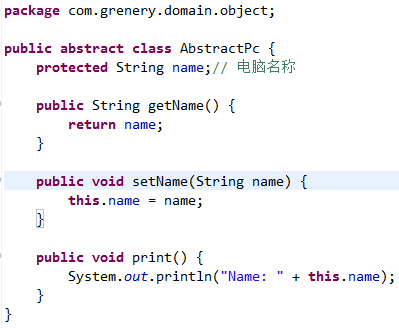 package com.grenery.domain.object;
public abstract class AbstractPc {
protected String name;// 电脑名称
public String getName() {
return name;
}
public void setName(String name) {
this.name = name;
}
public void print() {
System.out.println("Name: " + this.name);
}
}